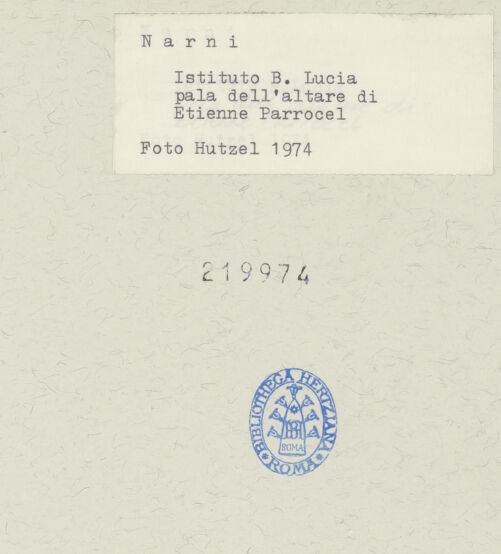 N a r n i
Istituto B. Lucia
pala dell'altare di
Etienne Parrocel
Foto Hutzel 1974
219974
BIBLIOTHECA HERTZIANA
ROMA
* ROMA *